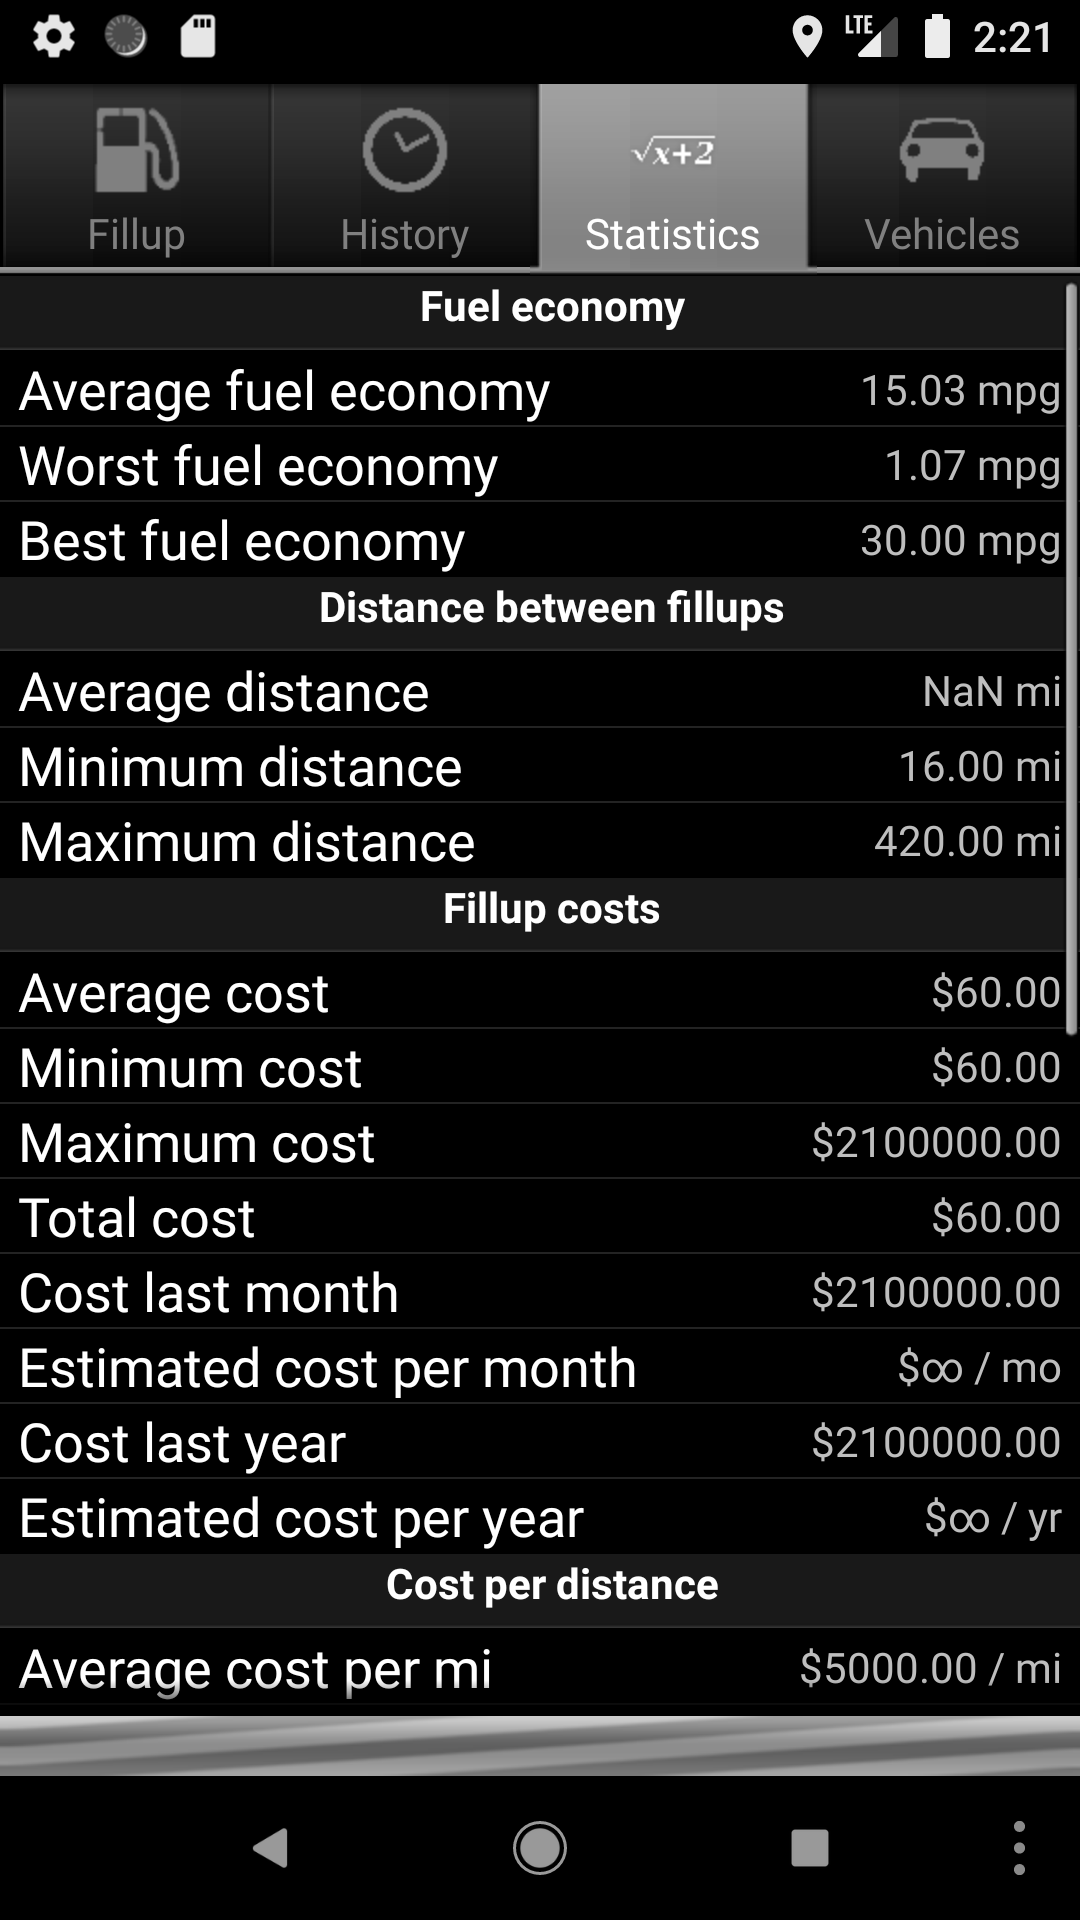 LTE 2:21
√x+2
Fillup History Statistics Vehicles
Fuel economy
Average fuel economy 15.03 mpg
Worst fuel economy 1.07 mpg
Best fuel economy 30.00 mpg
Distance between fillups
Average distance NaN mi
Minimum distance 16.00 mi
Maximum distance 420.00 mi
Fillup costs
Average cost $60.00
Minimum cost $60.00
Maximum cost $2100000.00
Total cost $60.00
Cost last month $2100000.00
Estimated cost per month $∞ / mo
Cost last year $2100000.00
Estimated cost per year $∞ / yr
Cost per distance
Average cost per mi $5000.00 / mi